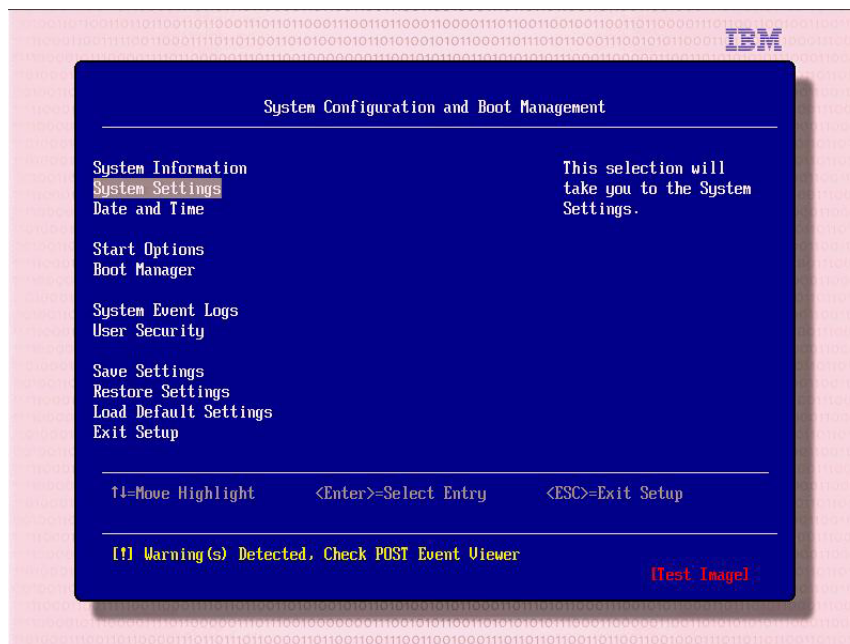 IBM
System Configuration and Boot Management
System Information
This selection will
System Settings
take you to the System
Date and Time
Settings.
Start Options
Boot Manager
System Event Logs
User Security
Save Settings
Restore Settings
Load Default Settings
Exit Setup
↑↓=Move Highlight <Enter>=Select Entry <ESC>=Exit Setup
[!] Warning(s) Detected, Check POST Event Viewer
[Test Image]